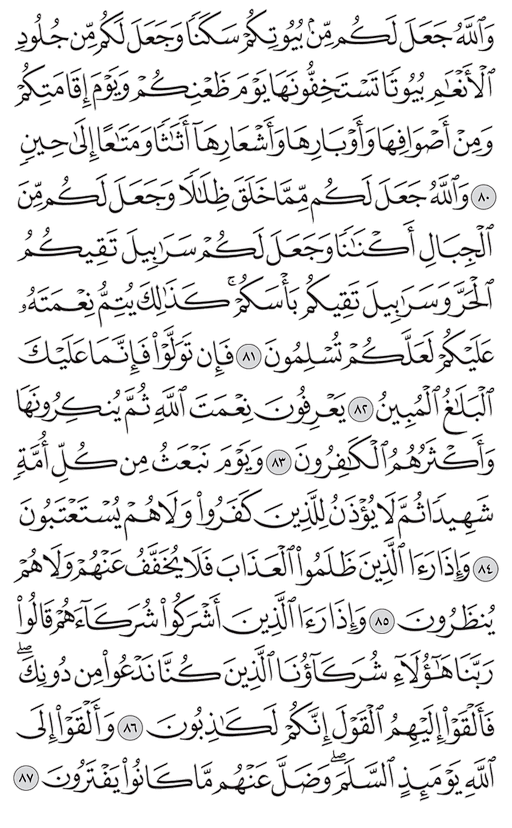 وَٱللَّهُ جَعَلَ لَكُم مِّنۢ بُيُوتِكُمْ سَكَنًا وَجَعَلَ لَكُم مِّن جُلُودِ
ٱلْأَنْعَٰمِ بُيُوتًا تَسْتَخِفُّونَهَا يَوْمَ ظَعْنِكُمْ وَيَوْمَ إِقَامَتِكُمْ
وَمِنْ أَصْوَافِهَا وَأَوْبَارِهَا وَأَشْعَارِهَآ أَثَٰثًا وَمَتَٰعًا إِلَىٰ حِينٍ
٨٠ وَٱللَّهُ جَعَلَ لَكُم مِّمَّا خَلَقَ ظِلَٰلًا وَجَعَلَ لَكُم مِّنَ
ٱلْجِبَالِ أَكْنَٰنًا وَجَعَلَ لَكُمْ سَرَٰبِيلَ تَقِيكُمُ
ٱلْحَرَّ وَسَرَٰبِيلَ تَقِيكُم بَأْسَكُمْ ۚ كَذَٰلِكَ يُتِمُّ نِعْمَتَهُۥ
عَلَيْكُمْ لَعَلَّكُمْ تُسْلِمُونَ ٨١ فَإِن تَوَلَّوْا۟ فَإِنَّمَا عَلَيْكَ
ٱلْبَلَٰغُ ٱلْمُبِينُ ٨٢ يَعْرِفُونَ نِعْمَتَ ٱللَّهِ ثُمَّ يُنكِرُونَهَا
وَأَكْثَرُهُمُ ٱلْكَٰفِرُونَ ٨٣ وَيَوْمَ نَبْعَثُ مِن كُلِّ أُمَّةٍ
شَهِيدًا ثُمَّ لَا يُؤْذَنُ لِلَّذِينَ كَفَرُوا۟ وَلَا هُمْ يُسْتَعْتَبُونَ
٨٤ وَإِذَا رَءَا ٱلَّذِينَ ظَلَمُوا۟ ٱلْعَذَابَ فَلَا يُخَفَّفُ عَنْهُمْ وَلَا هُمْ
يُنظَرُونَ ٨٥ وَإِذَا رَءَا ٱلَّذِينَ أَشْرَكُوا۟ شُرَكَآءَهُمْ قَالُوا۟
رَبَّنَا هَٰٓؤُلَآءِ شُرَكَآؤُنَا ٱلَّذِينَ كُنَّا نَدْعُوا۟ مِن دُونِكَ ۖ
فَأَلْقَوْا۟ إِلَيْهِمُ ٱلْقَوْلَ إِنَّكُمْ لَكَٰذِبُونَ ٨٦ وَأَلْقَوْا۟ إِلَى
ٱللَّهِ يَوْمَئِذٍ ٱلسَّلَمَ ۖ وَضَلَّ عَنْهُم مَّا كَانُوا۟ يَفْتَرُونَ ٨٧